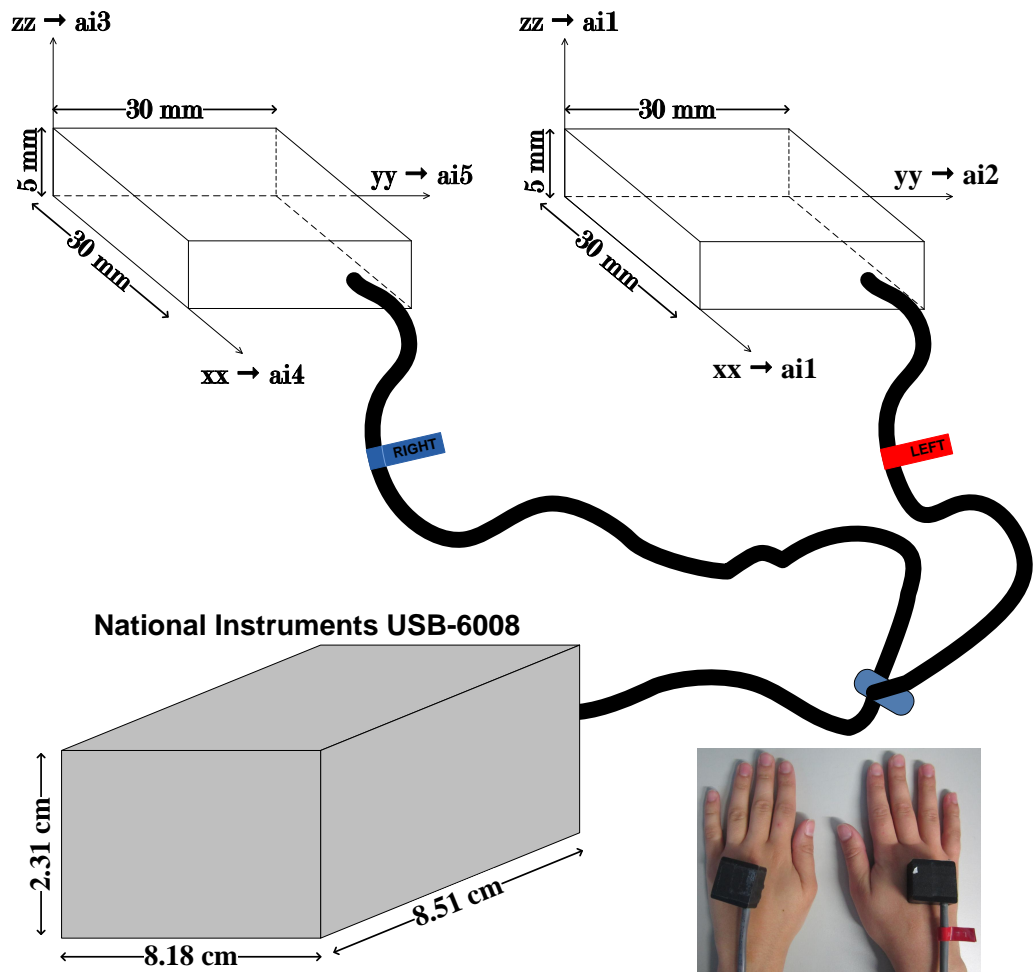 zz → ai3
zz → ai1
30 mm
30 mm
5 mm
5 mm
yy → ai5
yy → ai2
30 mm
30 mm
xx → ai4
xx → ai1
RIGHT
LEFT
National Instruments USB-6008
2.31 cm
8.51 cm
8.18 cm